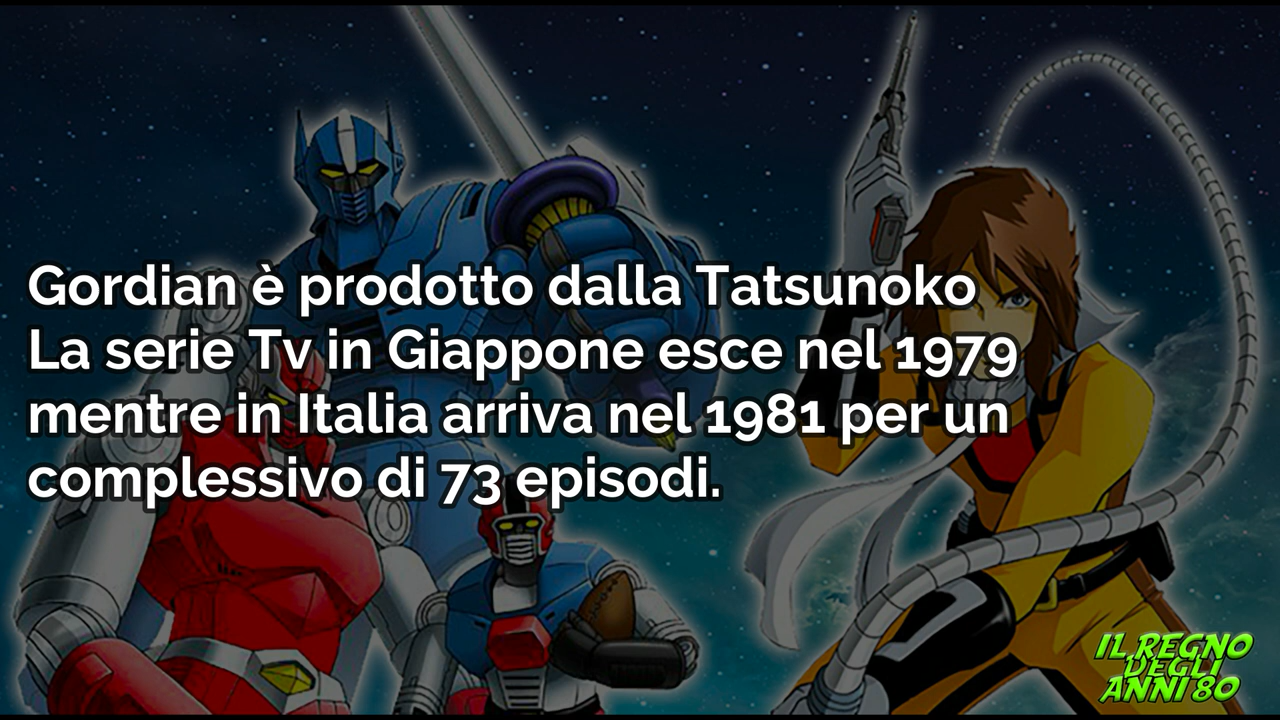 Gordian è prodotto dalla Tatsunoko
La serie Tv in Giappone esce nel 1979
mentre in Italia arriva nel 1981 per un
complessivo di 73 episodi.
IL REGNO
DEGLI
ANNI 80